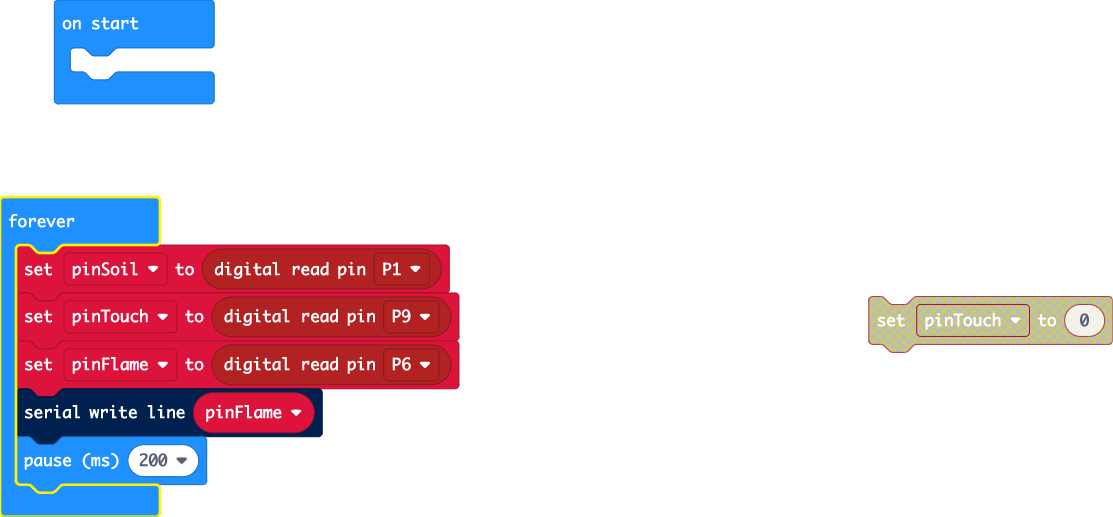 on start
forever
set pinSoil to digital read pin P1
set pinTouch to digital read pin P9
set pinTouch to 0
set pinFlame to digital read pin P6
serial write line pinFlame
pause (ms) 200